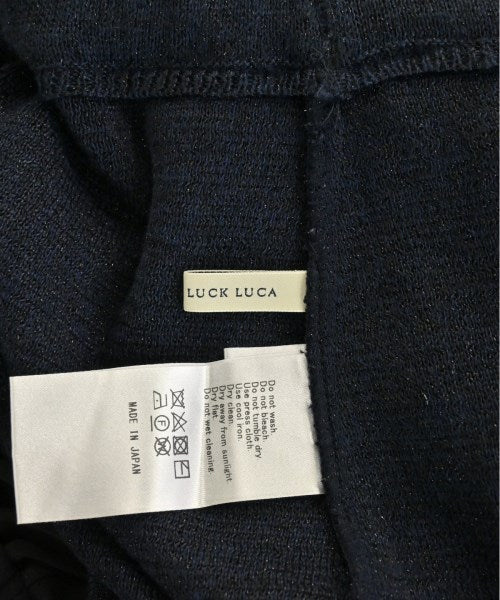 LUCK LUCA
Do not wash.
Do not bleach.
Do not tumble dry.
Use press cloth.
Use cool iron.
Dry clean.
Dry away from sunlight.
Dry flat.
Do not wet cleaning.
MADE IN JAPAN